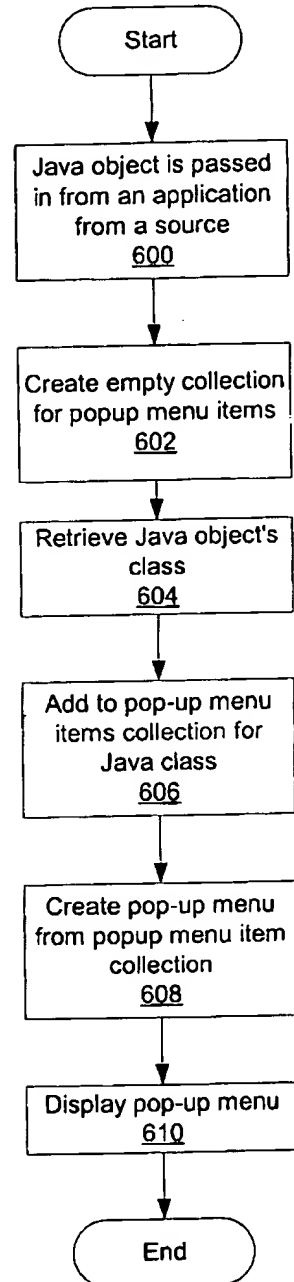 Start
Java object is passed
in from an application
from a source
600
Create empty collection
for popup menu items
602
Retrieve Java object's
class
604
Add to pop-up menu
items collection for
Java class
606
Create pop-up menu
from popup menu item
collection
608
Display pop-up menu
610
End